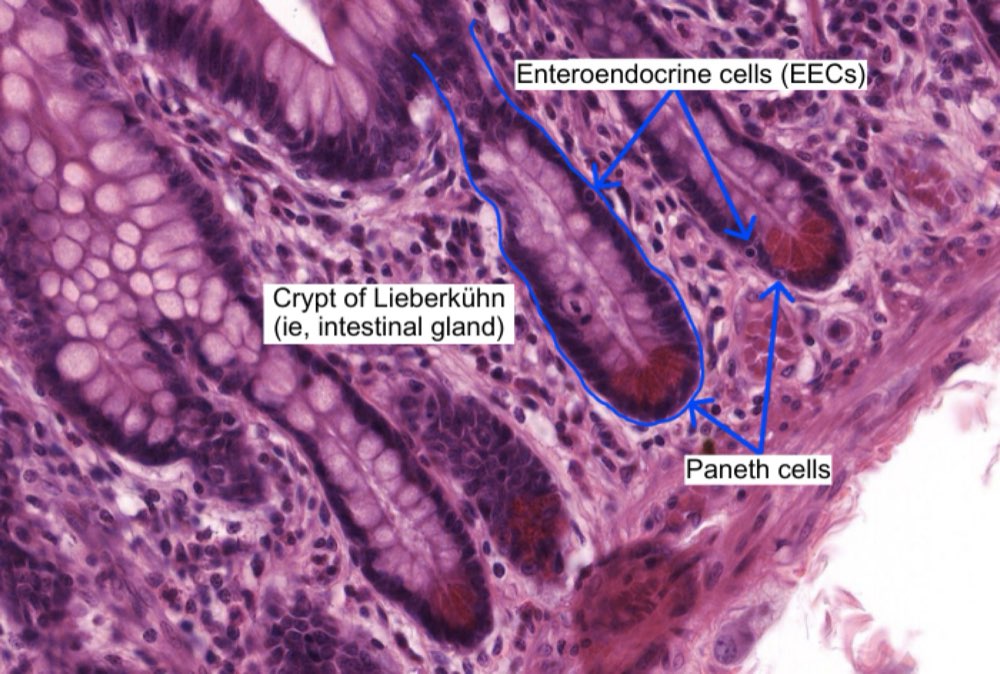 Enteroendocrine cells (EECs)
Crypt of Lieberkühn
(ie, intestinal gland)
Paneth cells